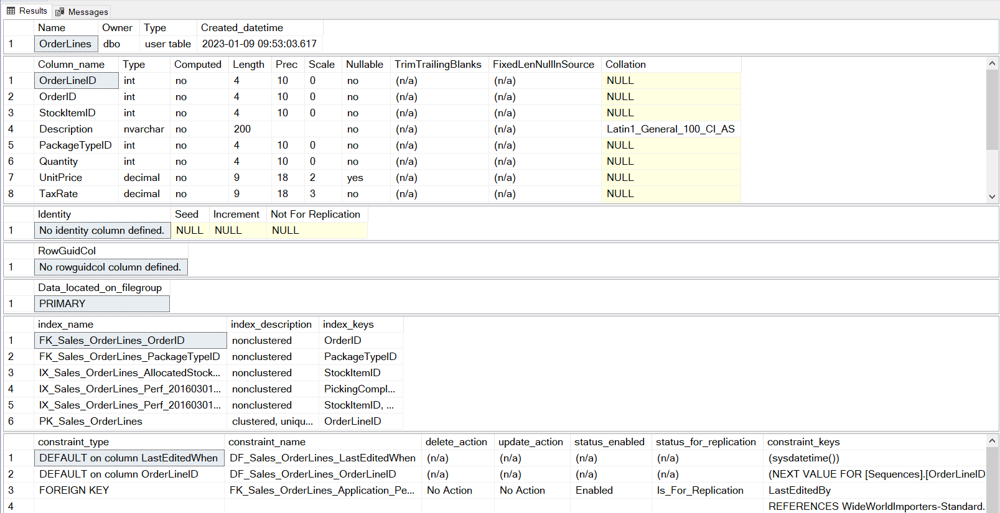 Results Messages
Name Owner Type Created_datetime
1 OrderLines dbo user table 2023-01-09 09:53:03.617
Column_name Type Computed Length Prec Scale Nullable TrimTrailingBlanks FixedLenNullInSource Collation
1 OrderLineID int no 4 10 0 no (n/a) (n/a) NULL
2 OrderID int no 4 10 0 no (n/a) (n/a) NULL
3 StockItemID int no 4 10 0 no (n/a) (n/a) NULL
4 Description nvarchar no 200 no (n/a) (n/a) Latin1_General_100_CI_AS
5 PackageTypeID int no 4 10 0 no (n/a) (n/a) NULL
6 Quantity int no 4 10 0 no (n/a) (n/a) NULL
7 UnitPrice decimal no 9 18 2 yes (n/a) (n/a) NULL
8 TaxRate decimal no 9 18 3 no (n/a) (n/a) NULL
Identity Seed Increment Not For Replication
1 No identity column defined. NULL NULL NULL
RowGuidCol
1 No rowguidcol column defined.
Data_located_on_filegroup
1 PRIMARY
index_name index_description index_keys
1 FK_Sales_OrderLines_OrderID nonclustered OrderID
2 FK_Sales_OrderLines_PackageTypeID nonclustered PackageTypeID
3 IX_Sales_OrderLines_AllocatedStock... nonclustered StockItemID
4 IX_Sales_OrderLines_Perf_20160301... nonclustered PickingCompl...
5 IX_Sales_OrderLines_Perf_20160301... nonclustered StockItemID, ...
6 PK_Sales_OrderLines clustered, uniqu... OrderLineID
constraint_type constraint_name delete_action update_action status_enabled status_for_replication constraint_keys
1 DEFAULT on column LastEditedWhen DF_Sales_OrderLines_LastEditedWhen (n/a) (n/a) (n/a) (n/a) (sysdatetime())
2 DEFAULT on column OrderLineID DF_Sales_OrderLines_OrderLineID (n/a) (n/a) (n/a) (n/a) (NEXT VALUE FOR [Sequences].[OrderLineID
3 FOREIGN KEY FK_Sales_OrderLines_Application_Pe... No Action No Action Enabled Is_For_Replication LastEditedBy
4 REFERENCES WideWorldImporters-Standard.